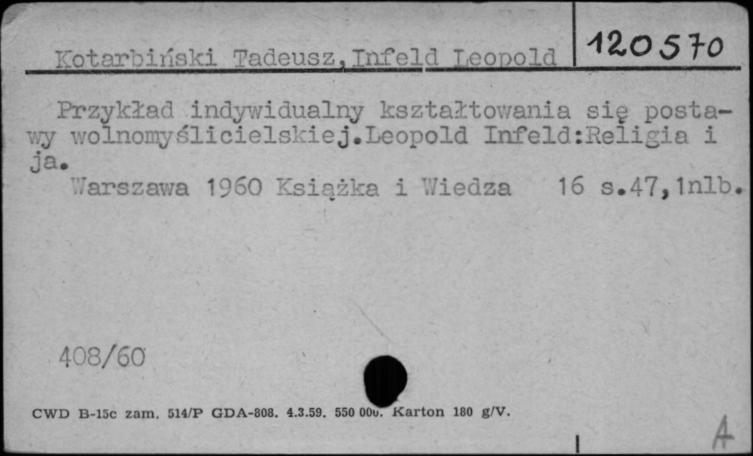 Kotarbiński Tadeusz,Infeld Leopold
120570
Przykład indywidualny kształtowania się posta-
wy wolnomyślicielskiej.Leopold Infeld:Religia i
ja.
Warszawa 1960 Książka i Wiedza 16 s.47,1nlb.
408/60
CWD B-15c zam. 514/P GDA-808. 4.3.59. 550 000. Karton 180 g/V.
A